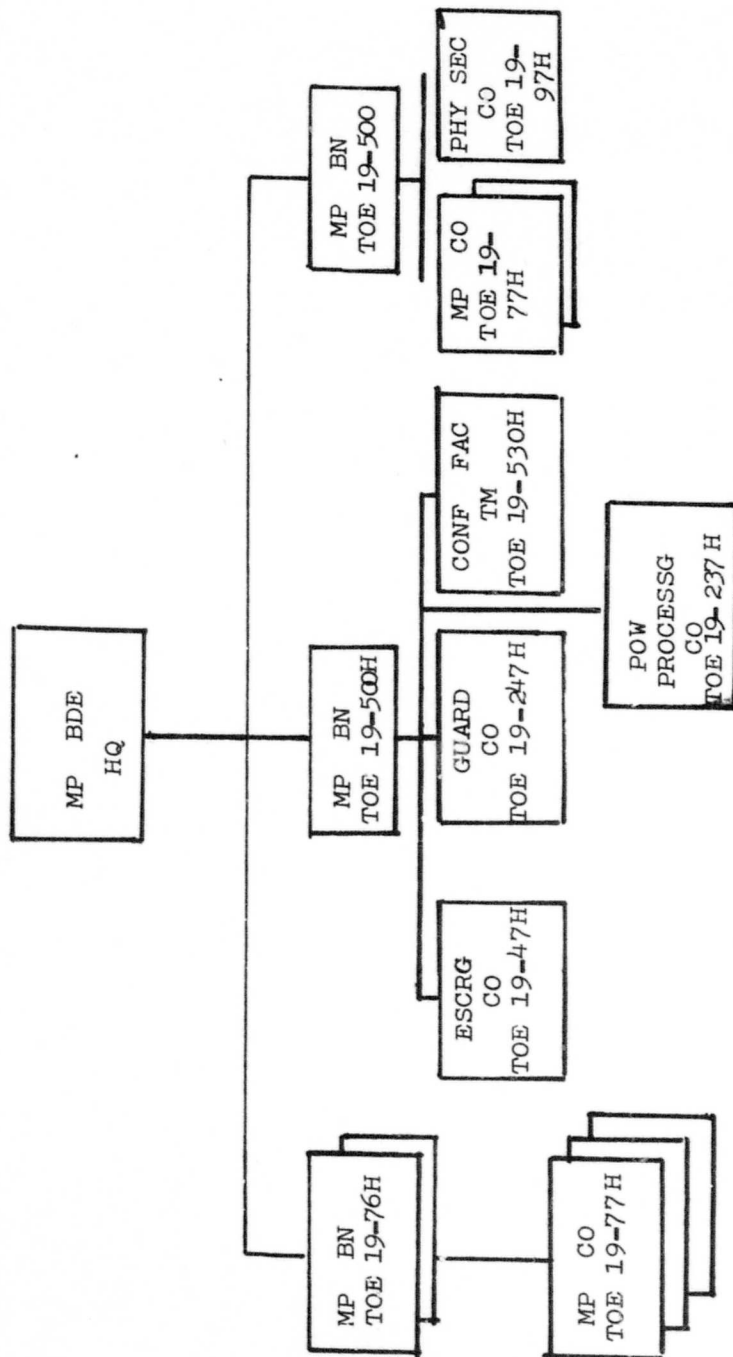 MP BDE
HQ
MP BN
TOE 19-76H
MP BN
TOE 19-500H
MP BN
TOE 19-500
MP CO
TOE 19-77H
ESCRG
CO
TOE 19-47H
GUARD
CO
TOE 19-247H
CONF FAC
TM
TOE 19-530H
POW
PROCESSG
CO
TOE 19-237H
MP CO
TOE 19-
77H
PHY SEC
CO
TOE 19-
97H